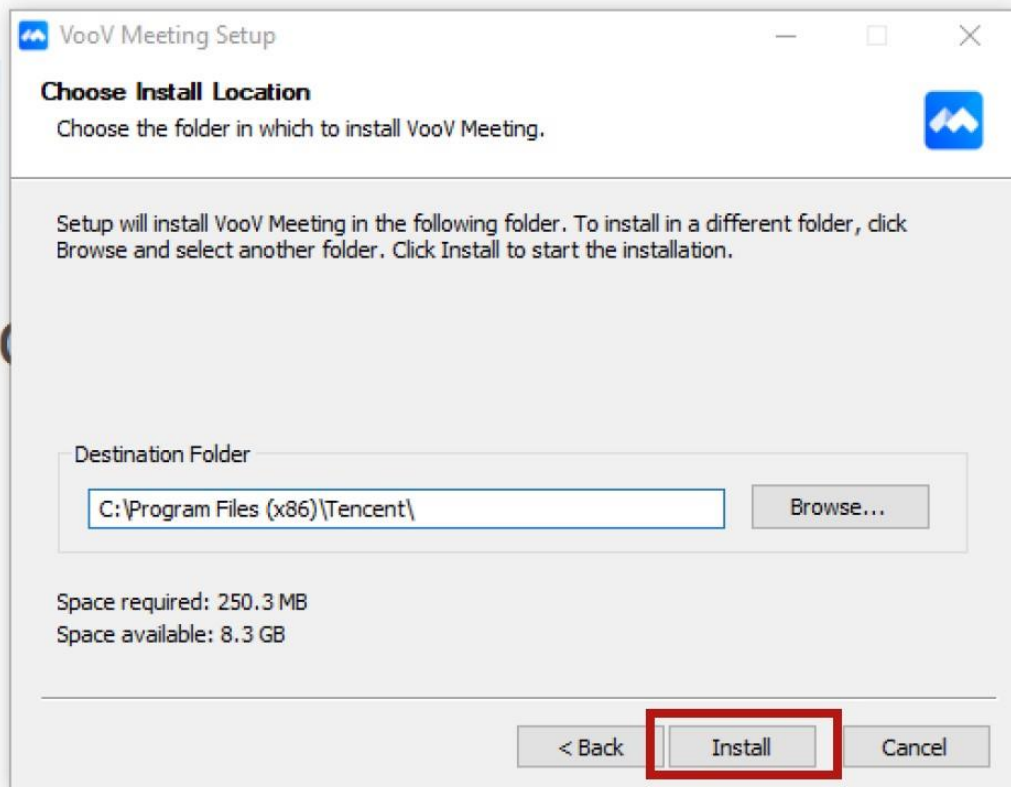 VooV Meeting Setup
Choose Install Location
Choose the folder in which to install VooV Meeting.
Setup will install VooV Meeting in the following folder. To install in a different folder, click
Browse and select another folder. Click Install to start the installation.
Destination Folder
C:\Program Files (x86)\Tencent\
Browse...
Space required: 250.3 MB
Space available: 8.3 GB
< Back
Install
Cancel